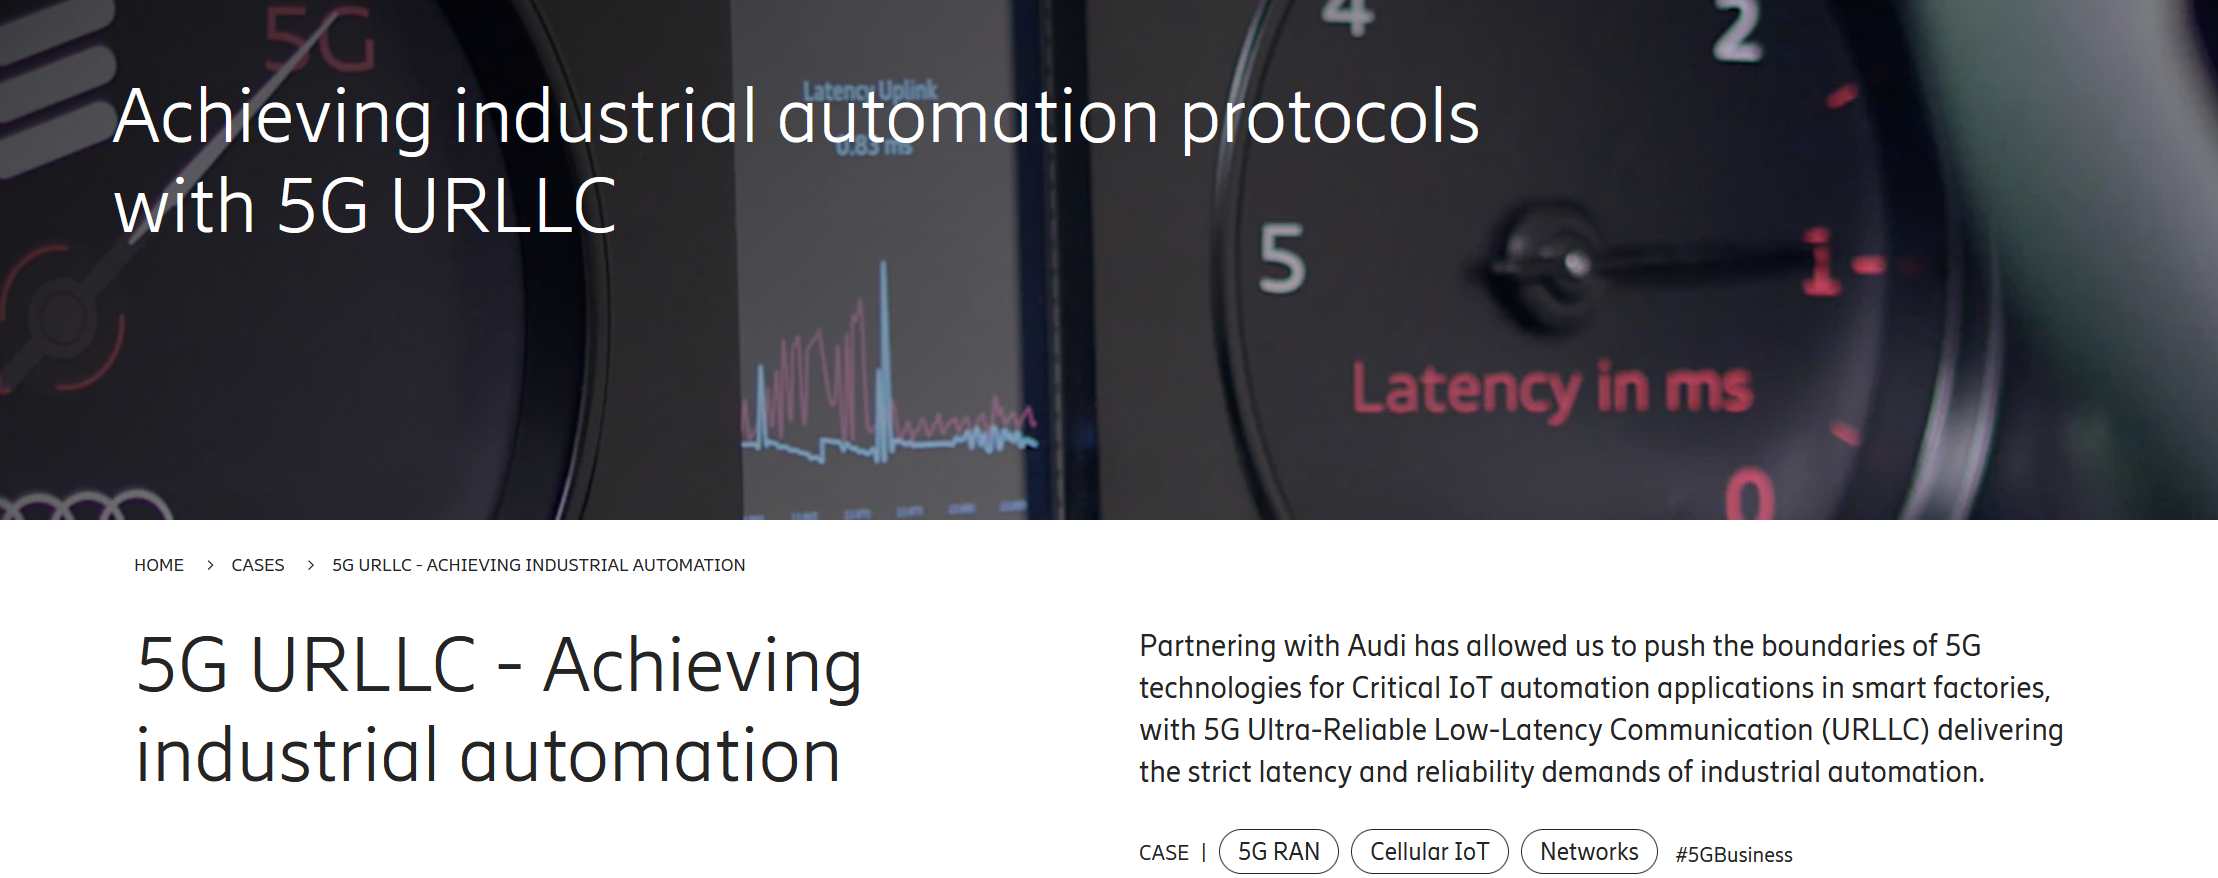 5G
4
2
Latency Uplink
Achieving industrial automation protocols
0.83 ms
with 5G URLLC
5
1
Latency in ms
0
HOME > CASES > 5G URLLC - ACHIEVING INDUSTRIAL AUTOMATION
5G URLLC - Achieving
industrial automation
Partnering with Audi has allowed us to push the boundaries of 5G
technologies for Critical IoT automation applications in smart factories,
with 5G Ultra-Reliable Low-Latency Communication (URLLC) delivering
the strict latency and reliability demands of industrial automation.
CASE | 5G RAN Cellular IoT Networks #5GBusiness